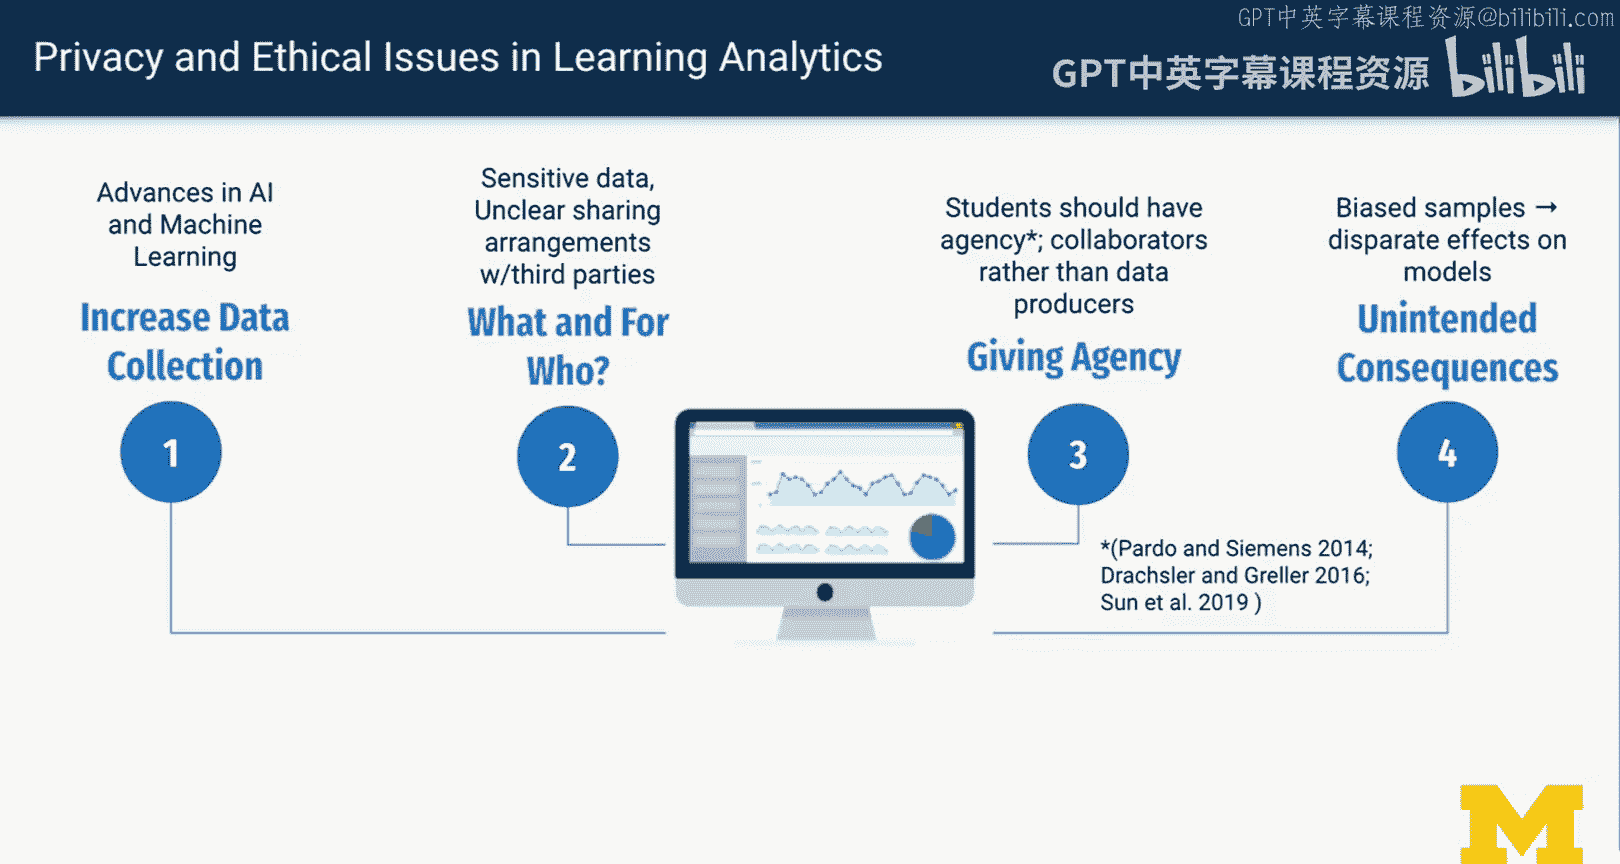 GPT中英字幕课程资源@bilibili.com
Privacy and Ethical Issues in Learning Analytics
GPT中英字幕课程资源 bilibili
Advances in AI
and Machine
Learning
Increase Data
Collection
1
Sensitive data,
Unclear sharing
arrangements
w/third parties
What and For
Who?
2
Students should have
agency*; collaborators
rather than data
producers
Giving Agency
3
*(Pardo and Siemens 2014;
Drachsler and Greller 2016;
Sun et al. 2019 )
Biased samples →
disparate effects on
models
Unintended
Consequences
4
M